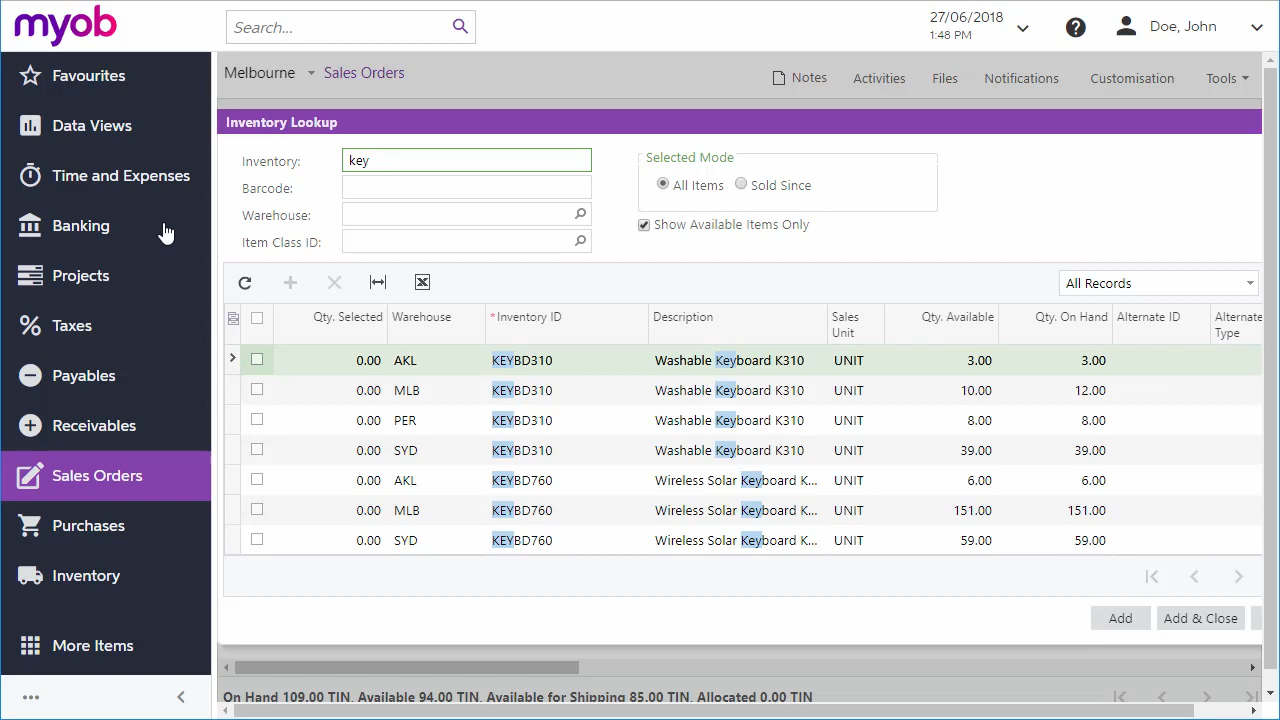 myob
Search...
27/06/2018
1:48 PM
Doe, John
Favourites
Data Views
Time and Expenses
Banking
Projects
Taxes
Payables
Receivables
Sales Orders
Purchases
Inventory
More Items
Melbourne Sales Orders
Notes Activities Files Notifications Customisation Tools
Inventory Lookup
Inventory: key
Barcode:
Warehouse:
Item Class ID:
Selected Mode
All Items Sold Since
Show Available Items Only
All Records
Qty. Selected Warehouse * Inventory ID Description Sales Unit Qty. Available Qty. On Hand Alternate ID Alternate Type
0.00 AKL KEYBD310 Washable Keyboard K310 UNIT 3.00 3.00
0.00 MLB KEYBD310 Washable Keyboard K310 UNIT 10.00 12.00
0.00 PER KEYBD310 Washable Keyboard K310 UNIT 8.00 8.00
0.00 SYD KEYBD310 Washable Keyboard K310 UNIT 39.00 39.00
0.00 AKL KEYBD760 Wireless Solar Keyboard K... UNIT 6.00 6.00
0.00 MLB KEYBD760 Wireless Solar Keyboard K... UNIT 151.00 151.00
0.00 SYD KEYBD760 Wireless Solar Keyboard K... UNIT 59.00 59.00
Add Add & Close
On Hand 109.00 TIN, Available 94.00 TIN, Available for Shipping 85.00 TIN, Allocated 0.00 TIN